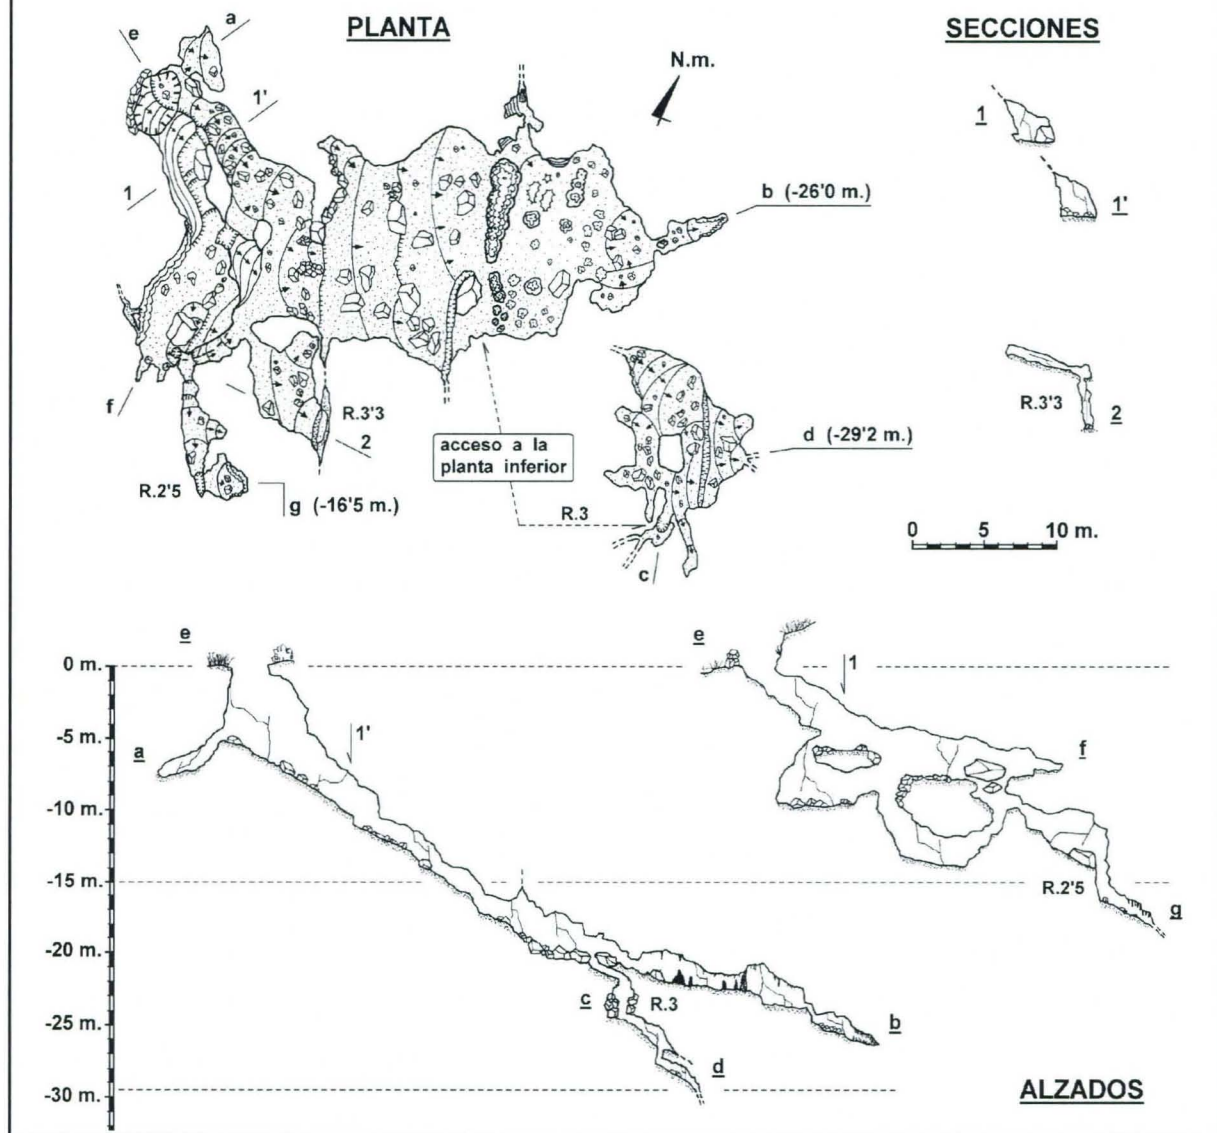 PLANTA
SECCIONES
e
a
N.m.
1'
1
1
1'
b (-26'0 m.)
f
R.3'3
2
R.3'3
2
acceso a la
planta inferior
d (-29'2 m.)
R.2'5
g (-16'5 m.)
R.3
c
0 5 10 m.
e
e
0 m.
1
1'
-5 m.
a
f
-10 m.
-15 m.
R.2'5
g
-20 m.
c
R.3
-25 m.
b
d
-30 m.
ALZADOS